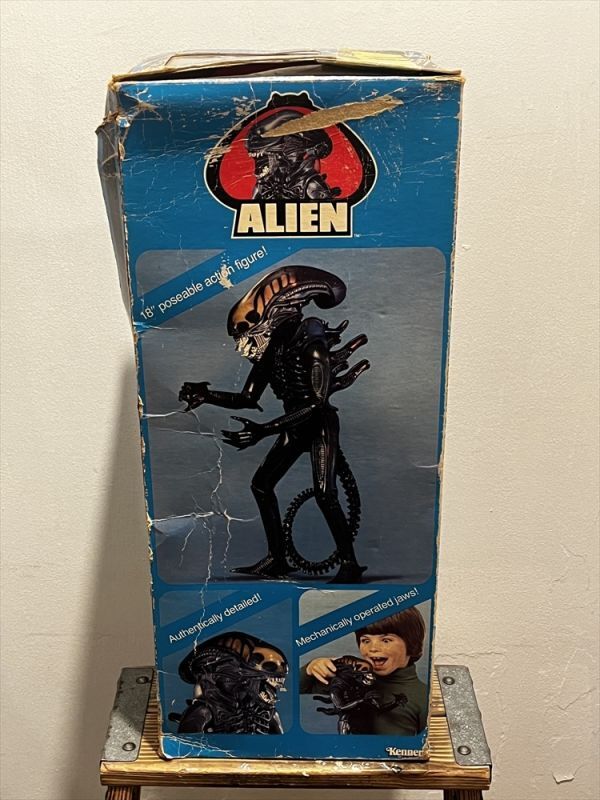 ALIEN
18" poseable action figure!
Authentically detailed!
Mechanically operated jaws!
Kenner